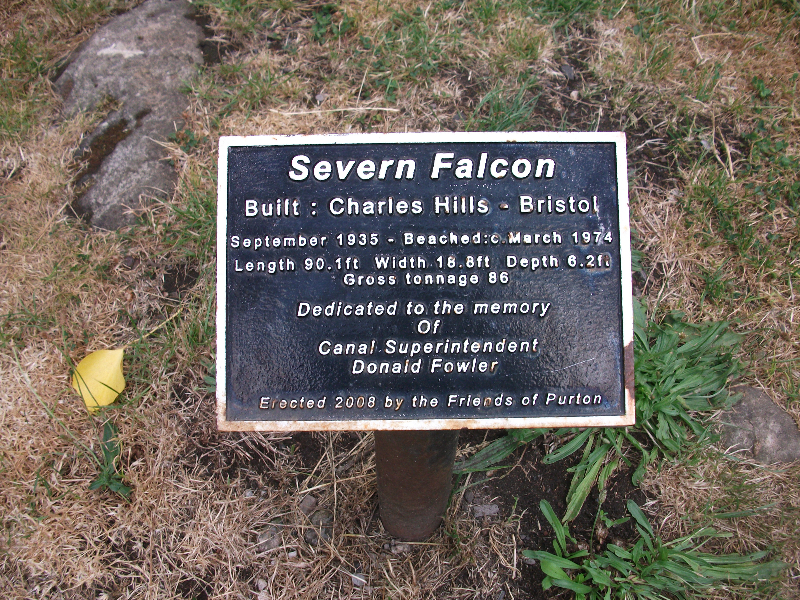 Severn Falcon
Built : Charles Hills - Bristol
September 1935 - Beached:c March 1974
Length 90.1ft Width 18.8ft Depth 6.2ft
Gross tonnage 86
Dedicated to the memory
Of
Canal Superintendent
Donald Fowler
Erected 2008 by the Friends of Purton